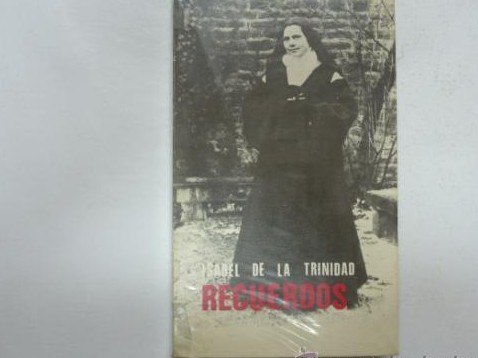 ISABEL DE LA TRINIDAD
RECUERDOS